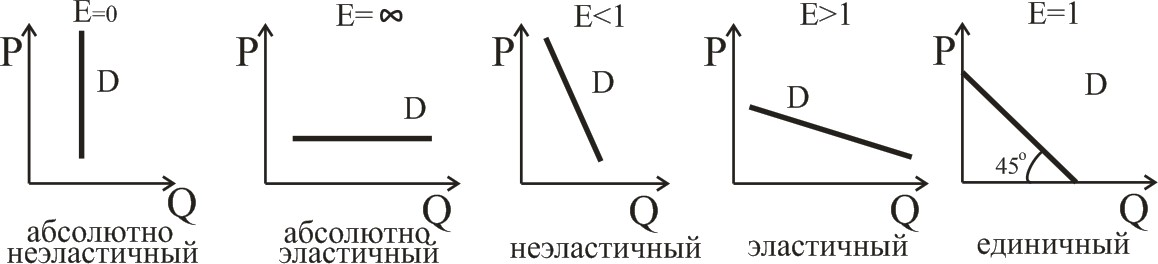 E=0
P
D
Q
абсолютно
неэластичный
E=∞
P
D
Q
абсолютно
эластичный
E<1
P
D
Q
неэластичный
E>1
P
D
Q
эластичный
E=1
P
D
45°
Q
единичный